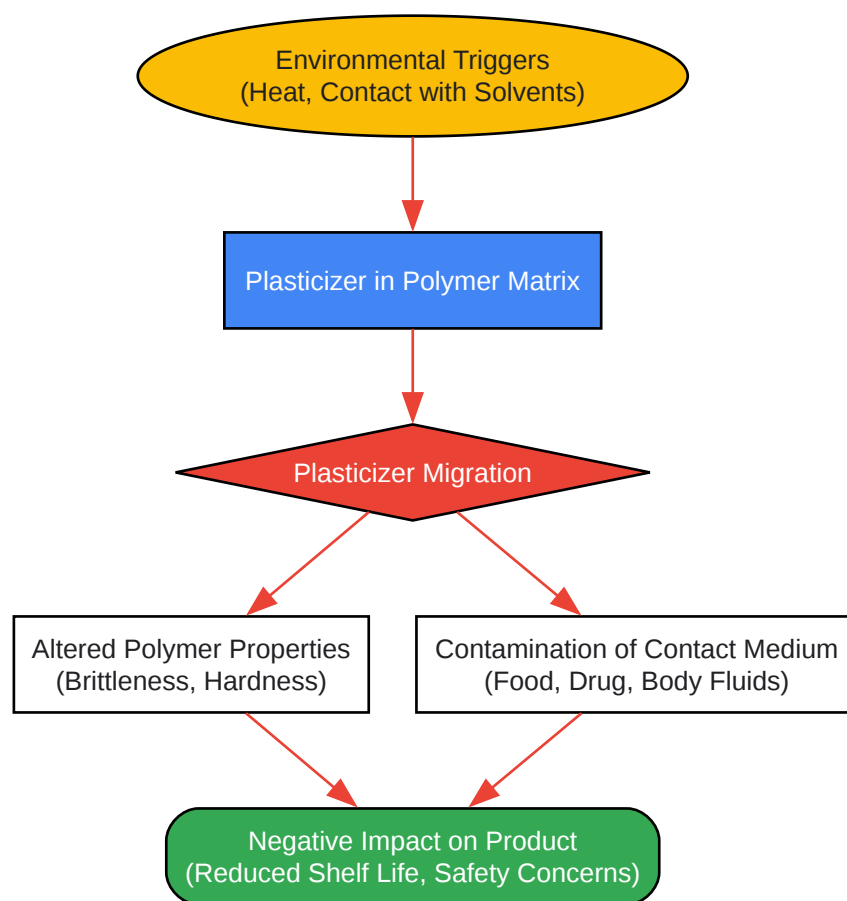 Environmental Triggers
(Heat, Contact with Solvents)
Plasticizer in Polymer Matrix
Plasticizer Migration
Altered Polymer Properties
(Brittleness, Hardness)
Contamination of Contact Medium
(Food, Drug, Body Fluids)
Negative Impact on Product
(Reduced Shelf Life, Safety Concerns)